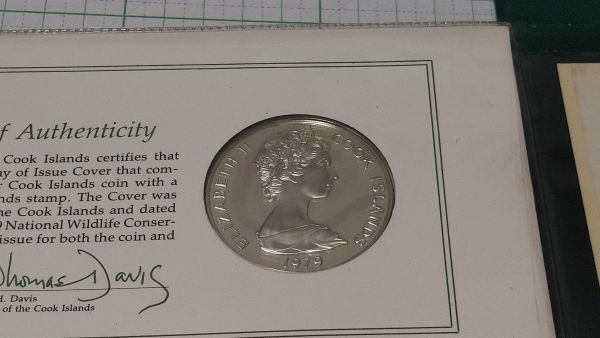 f Authenticity
Cook Islands certifies that
ay of Issue Cover that com-
r Cook Islands coin with a
nds stamp. The Cover was
he Cook Islands and dated
9 National Wildlife Conser-
issue for both the coin and
Thomas Davis
H. Davis
of the Cook Islands
ELIZABETH II
COOK ISLANDS
1979